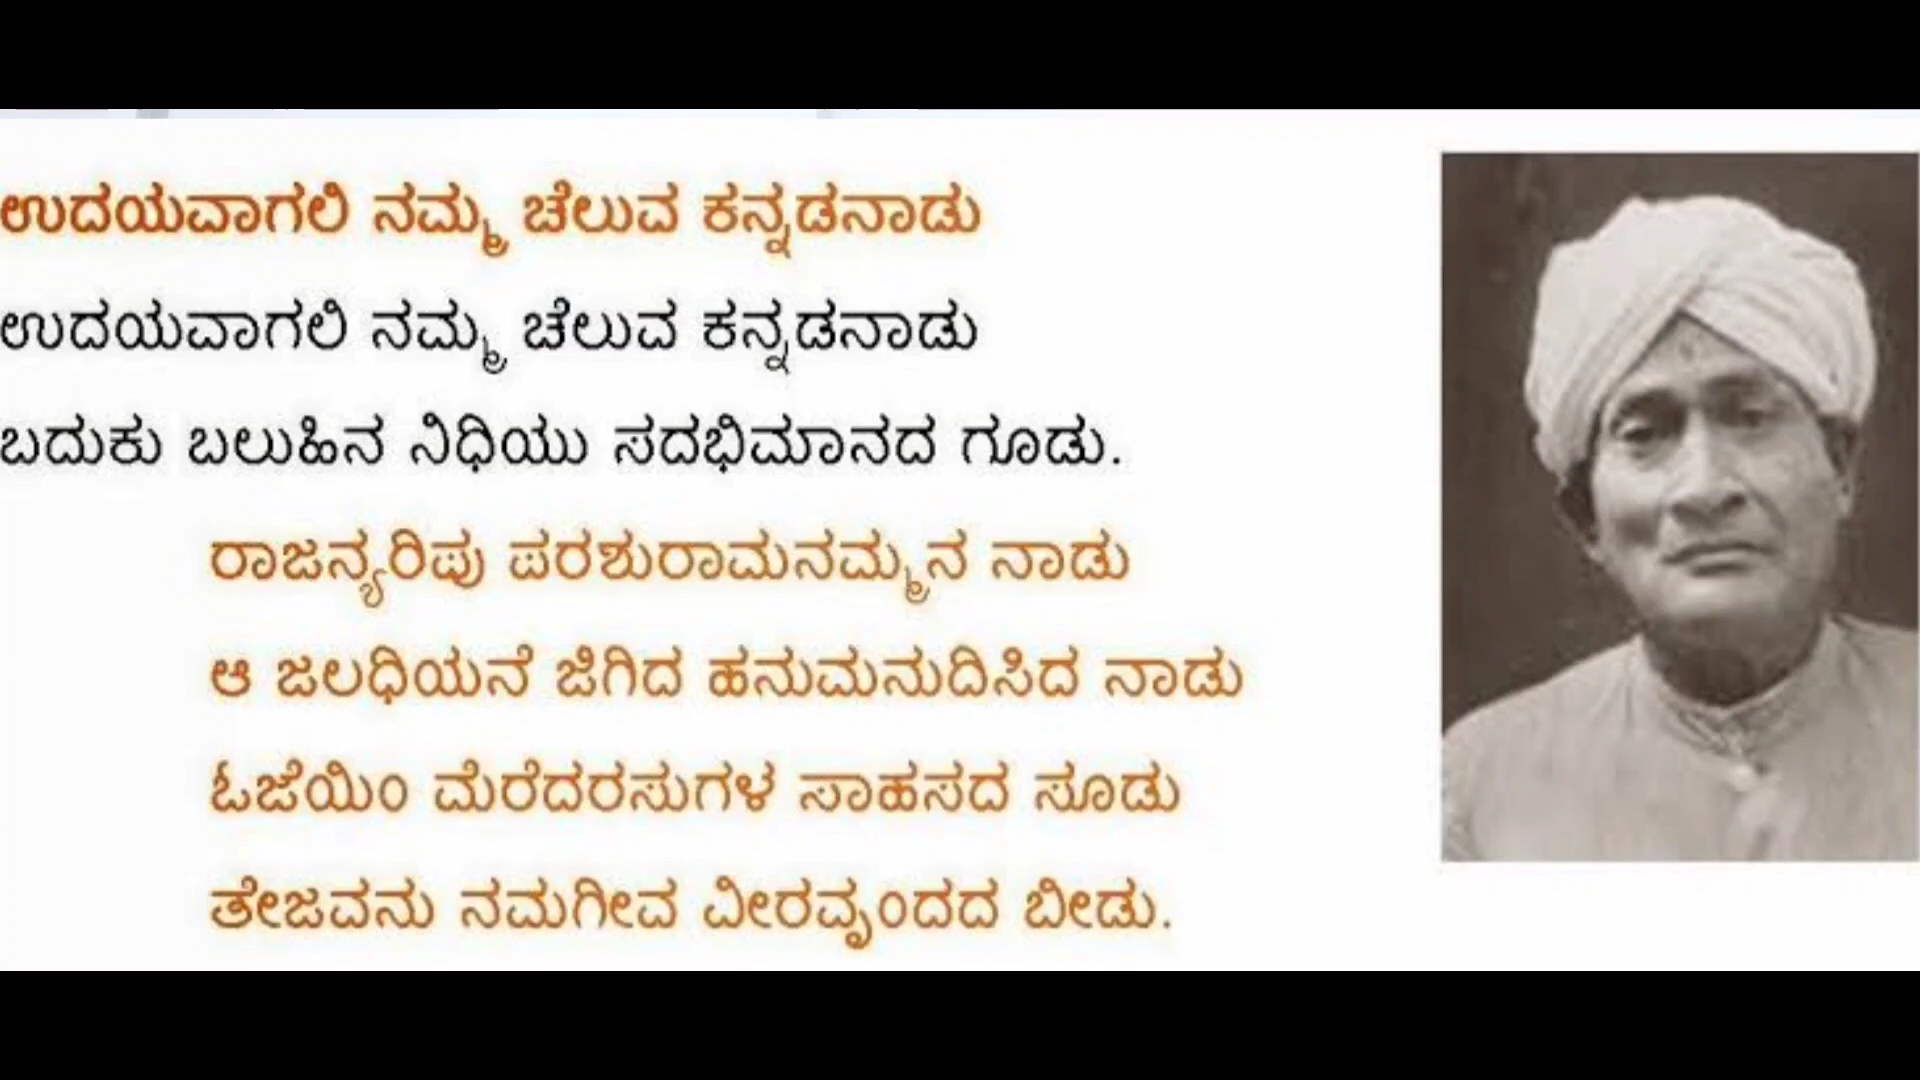 ಉದಯವಾಗಲಿ ನಮ್ಮ ಚೆಲುವ ಕನ್ನಡನಾಡು
ಉದಯವಾಗಲಿ ನಮ್ಮ ಚೆಲುವ ಕನ್ನಡನಾಡು
ಬದುಕು ಬಲುಹಿನ ನಿಧಿಯು ಸದಭಿಮಾನದ ಗೂಡು.
ರಾಜನ್ಯರಿಪು ಪರಶುರಾಮನಮ್ಮನ ನಾಡು
ಆ ಜಲಧಿಯನೆ ಜಿಗಿದ ಹನುಮನುದಿಸಿದ ನಾಡು
ಓಜೆಯಿಂ ಮೆರೆದರಸುಗಳ ಸಾಹಸದ ಸೂಡು
ತೇಜವನು ನಮಗೀವ ವೀರವೃಂದದ ಬೀಡು.